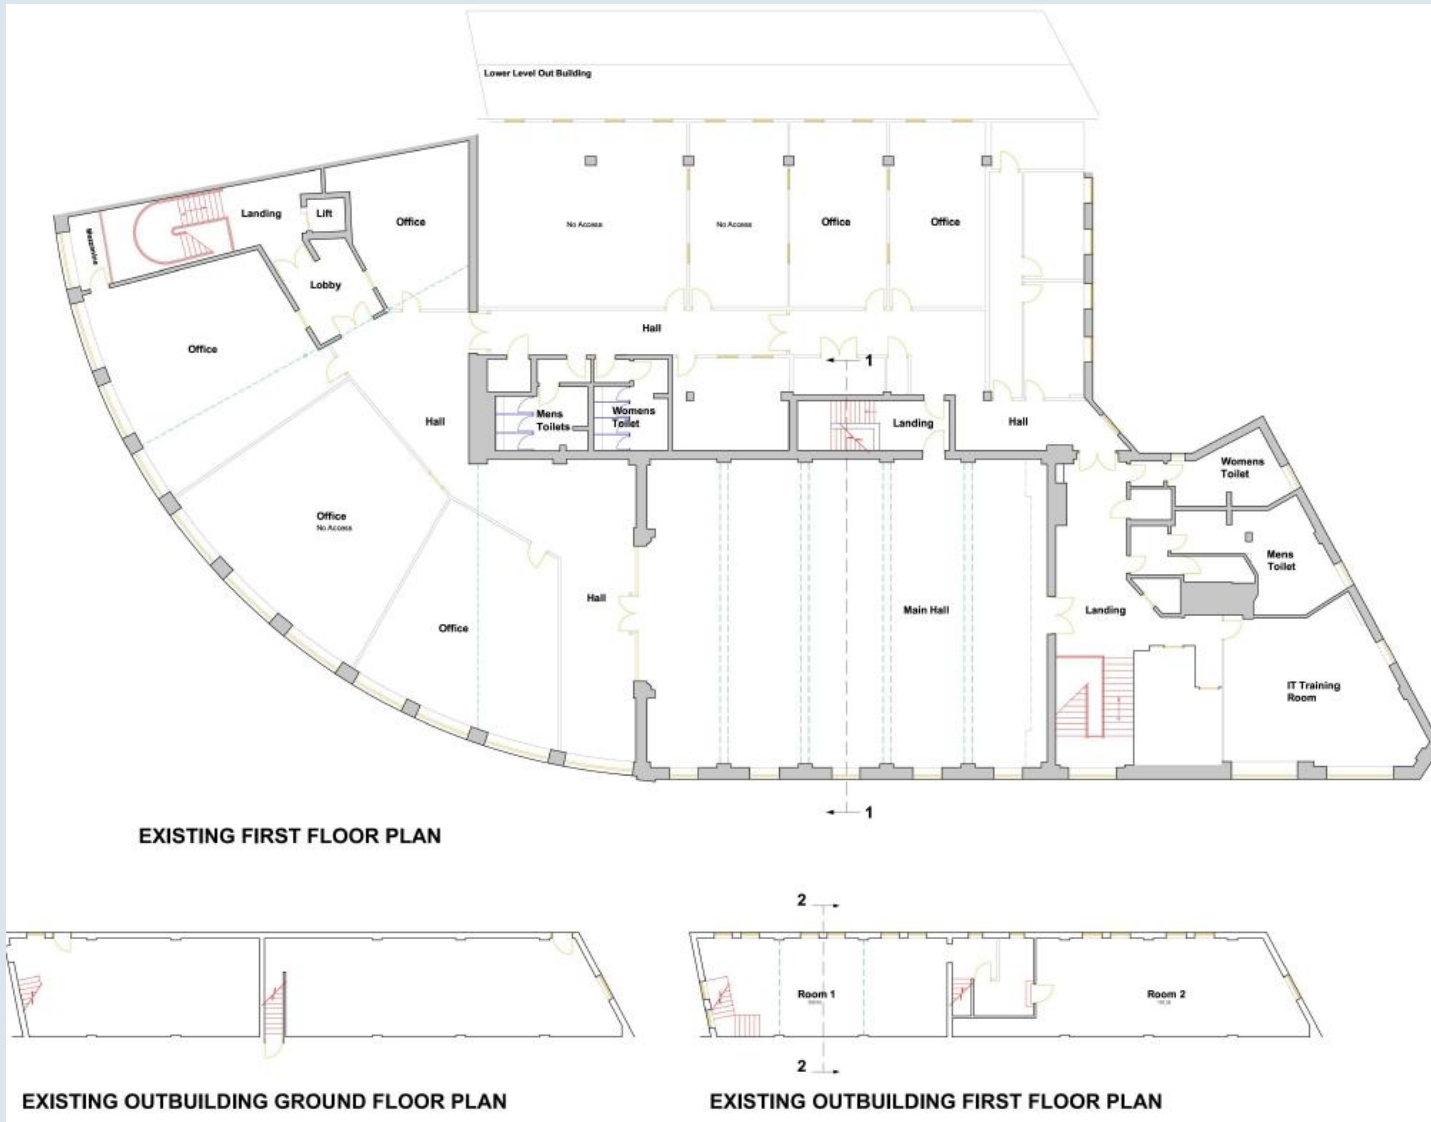 Lower Level Out Building
Landing
Lift
Office
No Access
No Access
Office
Office
Mezzanine
Lobby
Office
Hall
1
Mens
Toilets
Womens
Toilet
Landing
Hall
Hall
Womens
Toilet
Office
No Access
Mens
Toilet
Hall
Main Hall
Landing
Office
IT Training
Room
1
EXISTING FIRST FLOOR PLAN
2
Room 1
Room 2
2
EXISTING OUTBUILDING GROUND FLOOR PLAN
EXISTING OUTBUILDING FIRST FLOOR PLAN